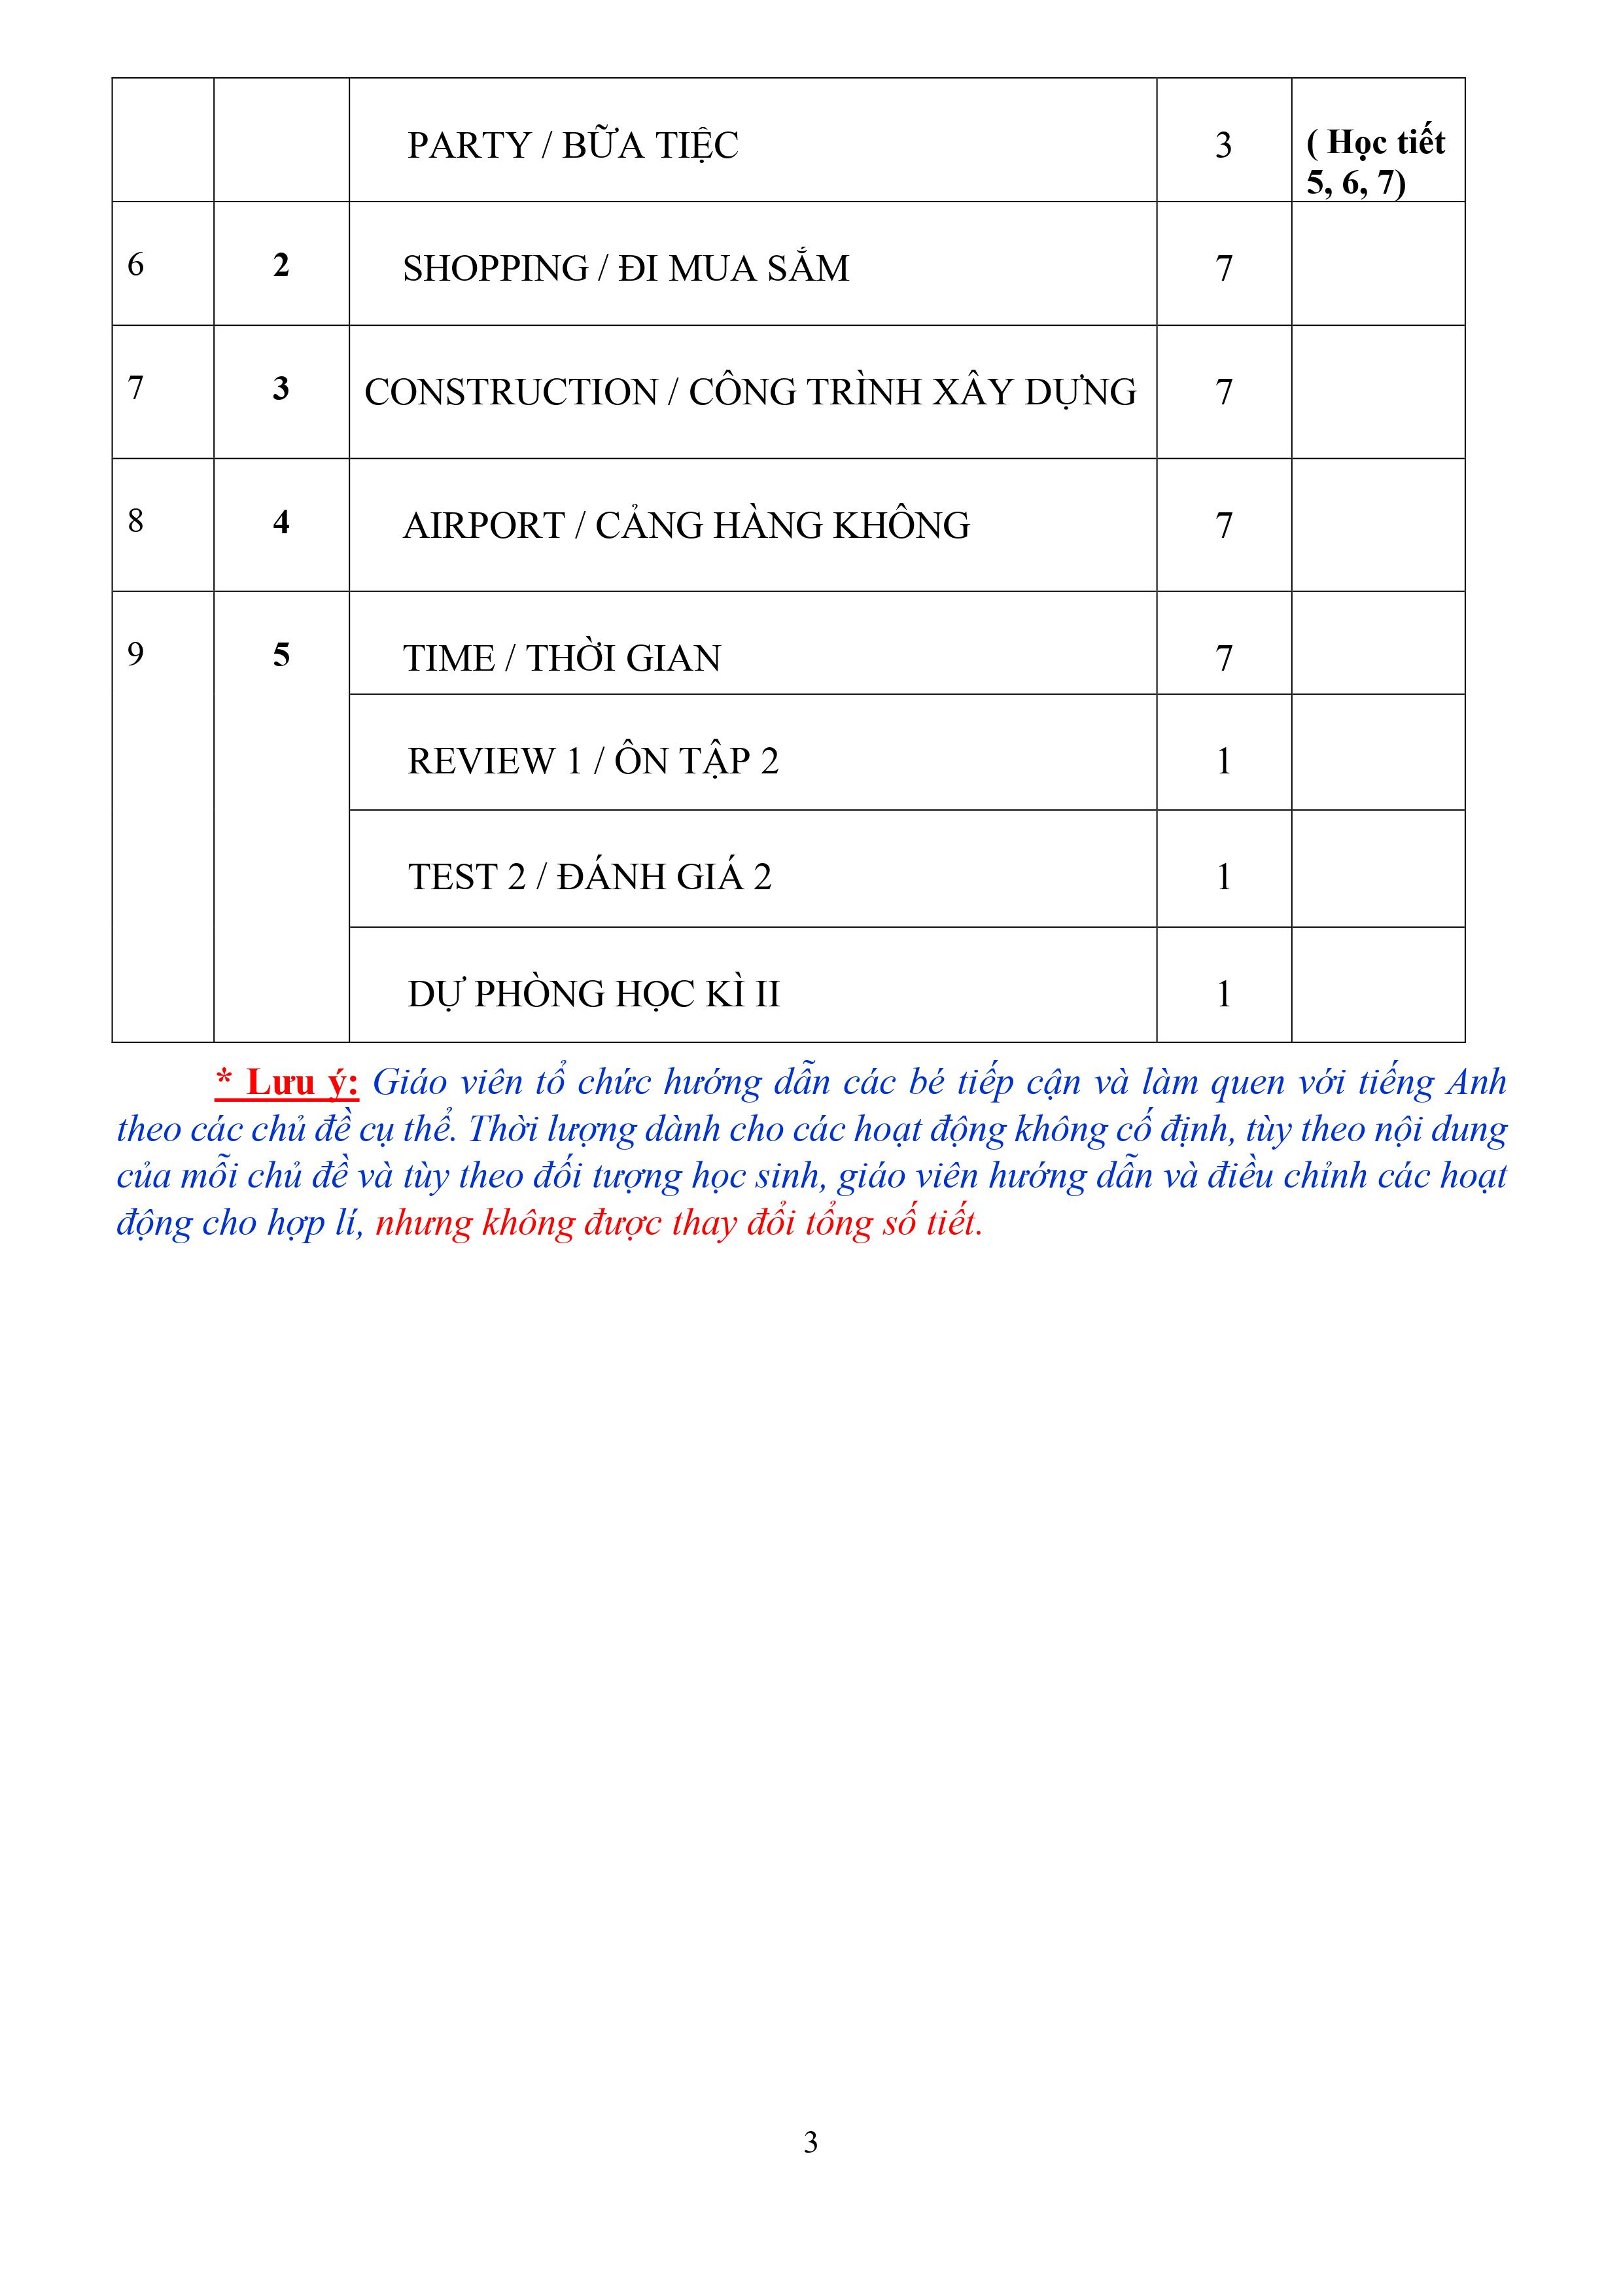 PARTY / BỮA TIỆC 3 ( Học tiết
5, 6, 7)
6 2 SHOPPING / ĐI MUA SẮM 7
7 3 CONSTRUCTION / CÔNG TRÌNH XÂY DỰNG 7
8 4 AIRPORT / CẢNG HÀNG KHÔNG 7
9 5 TIME / THỜI GIAN 7
REVIEW 1 / ÔN TẬP 2 1
TEST 2 / ĐÁNH GIÁ 2 1
DỰ PHÒNG HỌC KÌ II 1
* Lưu ý: Giáo viên tổ chức hướng dẫn các bé tiếp cận và làm quen với tiếng Anh
theo các chủ đề cụ thể. Thời lượng dành cho các hoạt động không cố định, tùy theo nội dung
của mỗi chủ đề và tùy theo đối tượng học sinh, giáo viên hướng dẫn và điều chỉnh các hoạt
động cho hợp lí, nhưng không được thay đổi tổng số tiết.
3